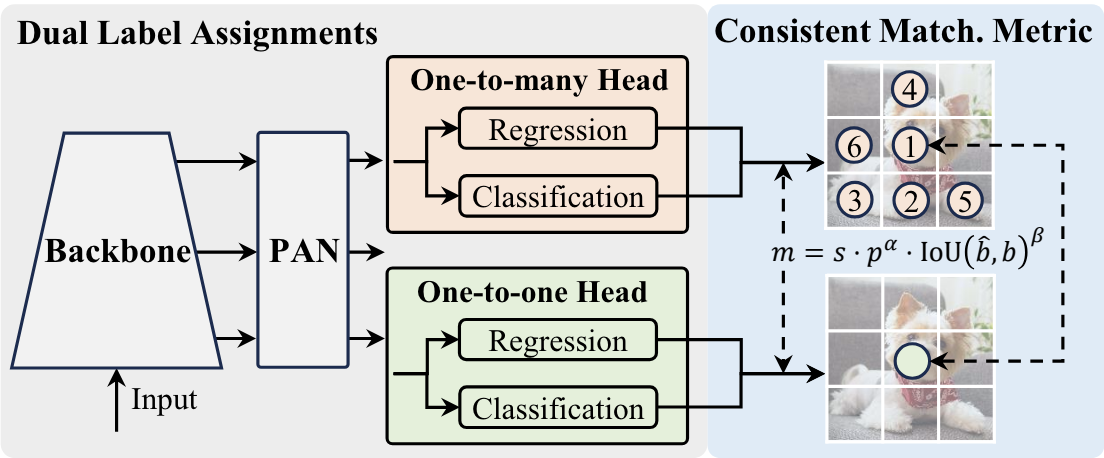 Dual Label Assignments
Consistent Match. Metric
One-to-many Head
Regression
Classification
Backbone
PAN
One-to-one Head
Regression
Classification
Input
4
6 1
3 2 5
m = s · p^α · IoU(b̂, b)^β